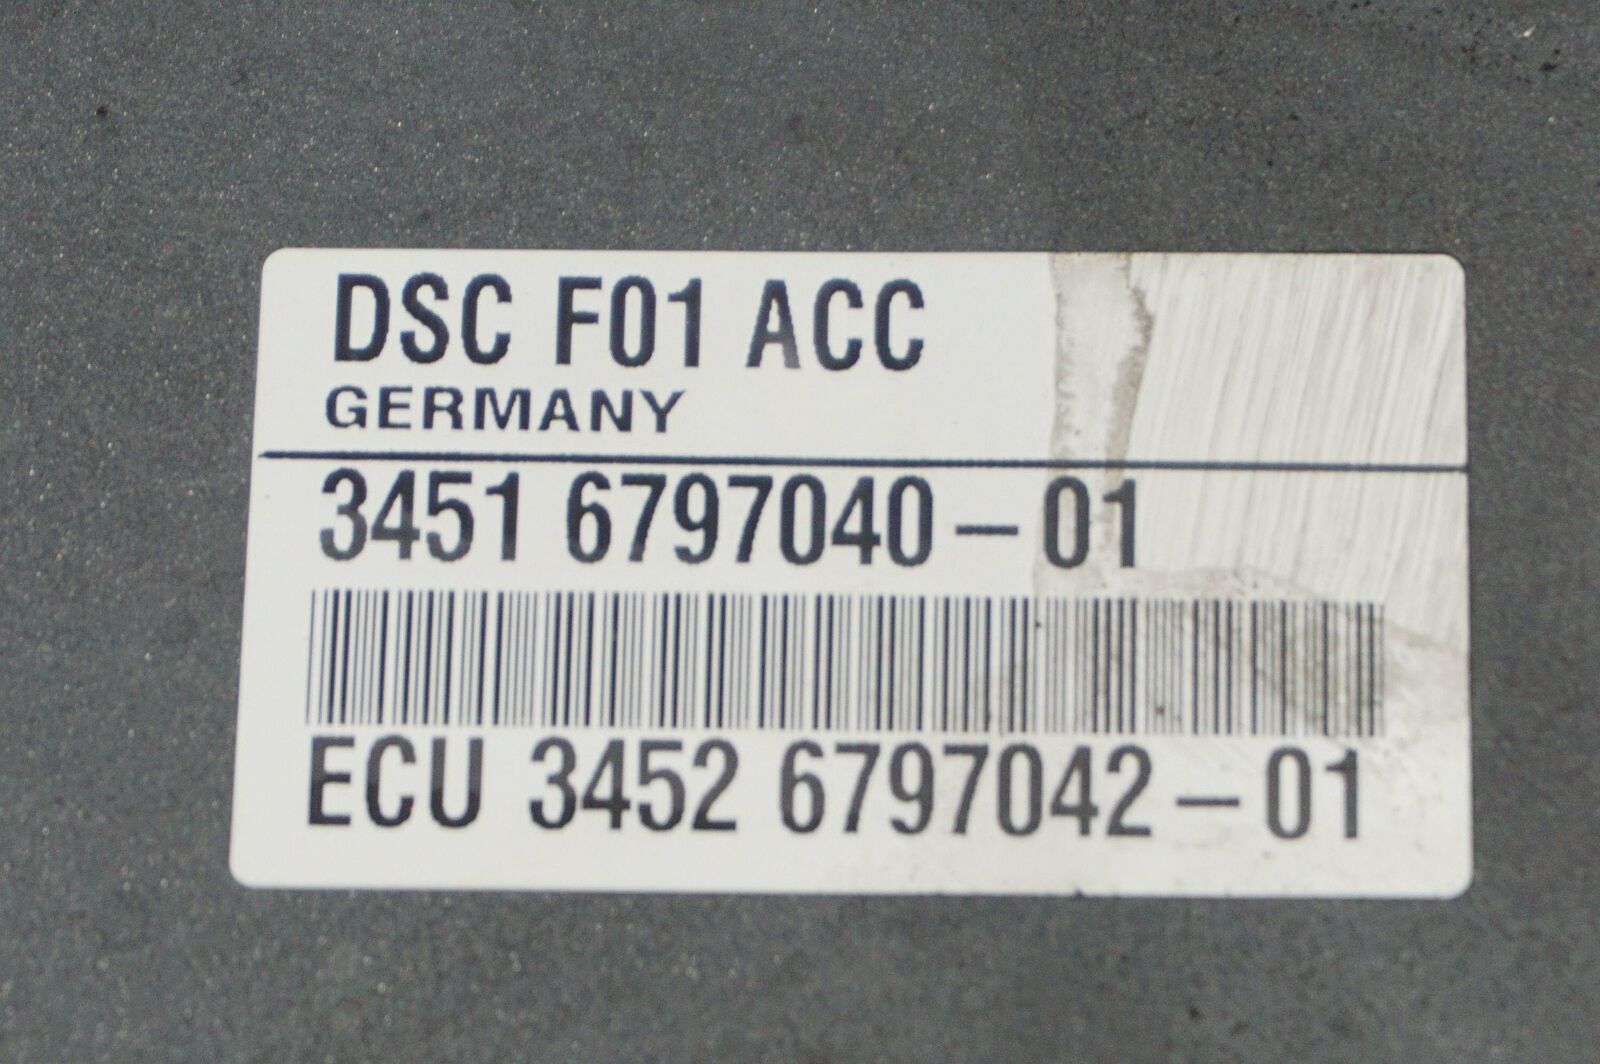 DSC F01 ACC
GERMANY
3451 6797040-01
ECU 3452 6797042-01